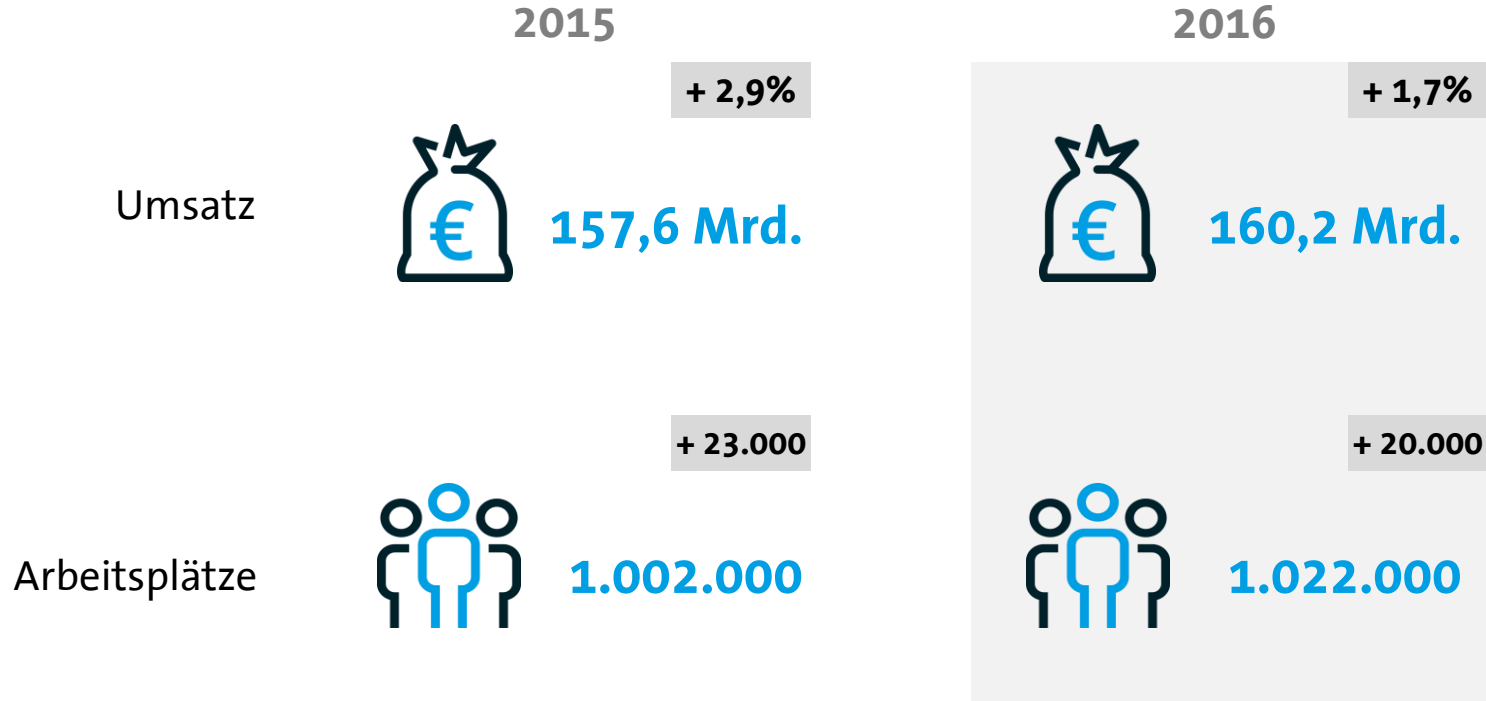 2015
2016
+ 2,9%
+ 1,7%
Umsatz
€
157,6 Mrd.
€
160,2 Mrd.
+ 23.000
+ 20.000
Arbeitsplätze
1.002.000
1.022.000